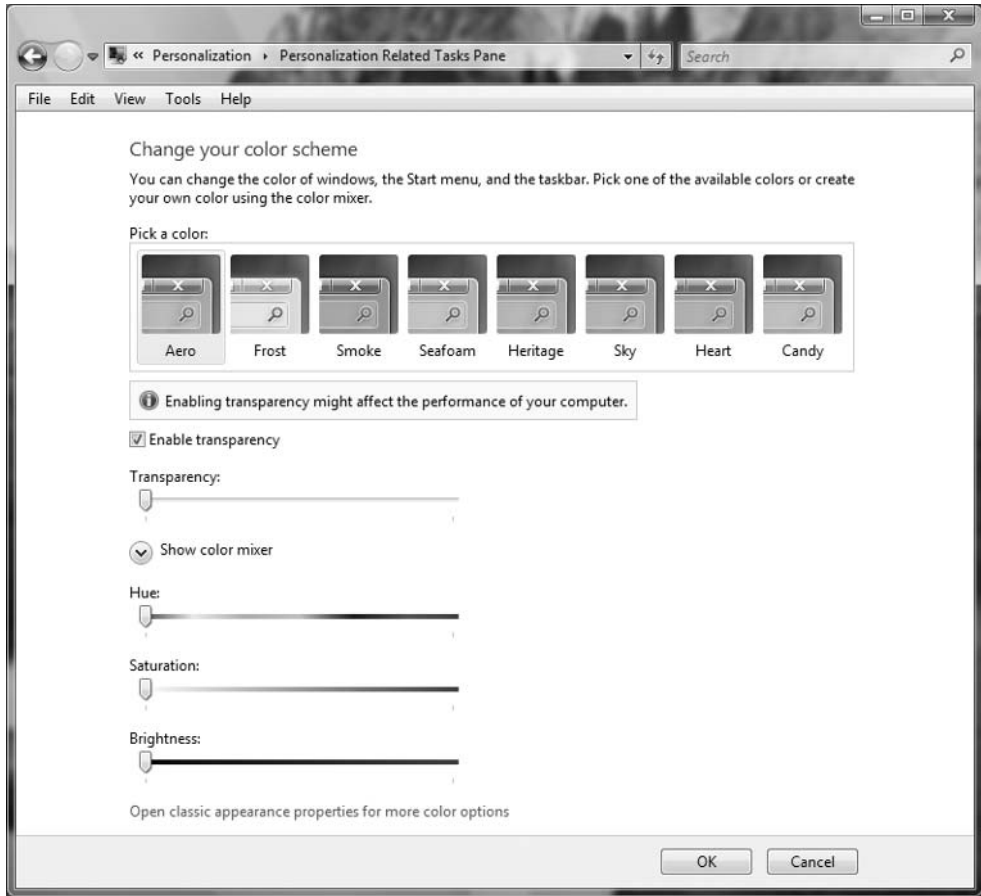 « Personalization ▸ Personalization Related Tasks Pane Search
File Edit View Tools Help
Change your color scheme
You can change the color of windows, the Start menu, and the taskbar. Pick one of the available colors or create
your own color using the color mixer.
Pick a color:
Aero Frost Smoke Seafoam Heritage Sky Heart Candy
Enabling transparency might affect the performance of your computer.
Enable transparency
Transparency:
Show color mixer
Hue:
Saturation:
Brightness:
Open classic appearance properties for more color options
OK Cancel